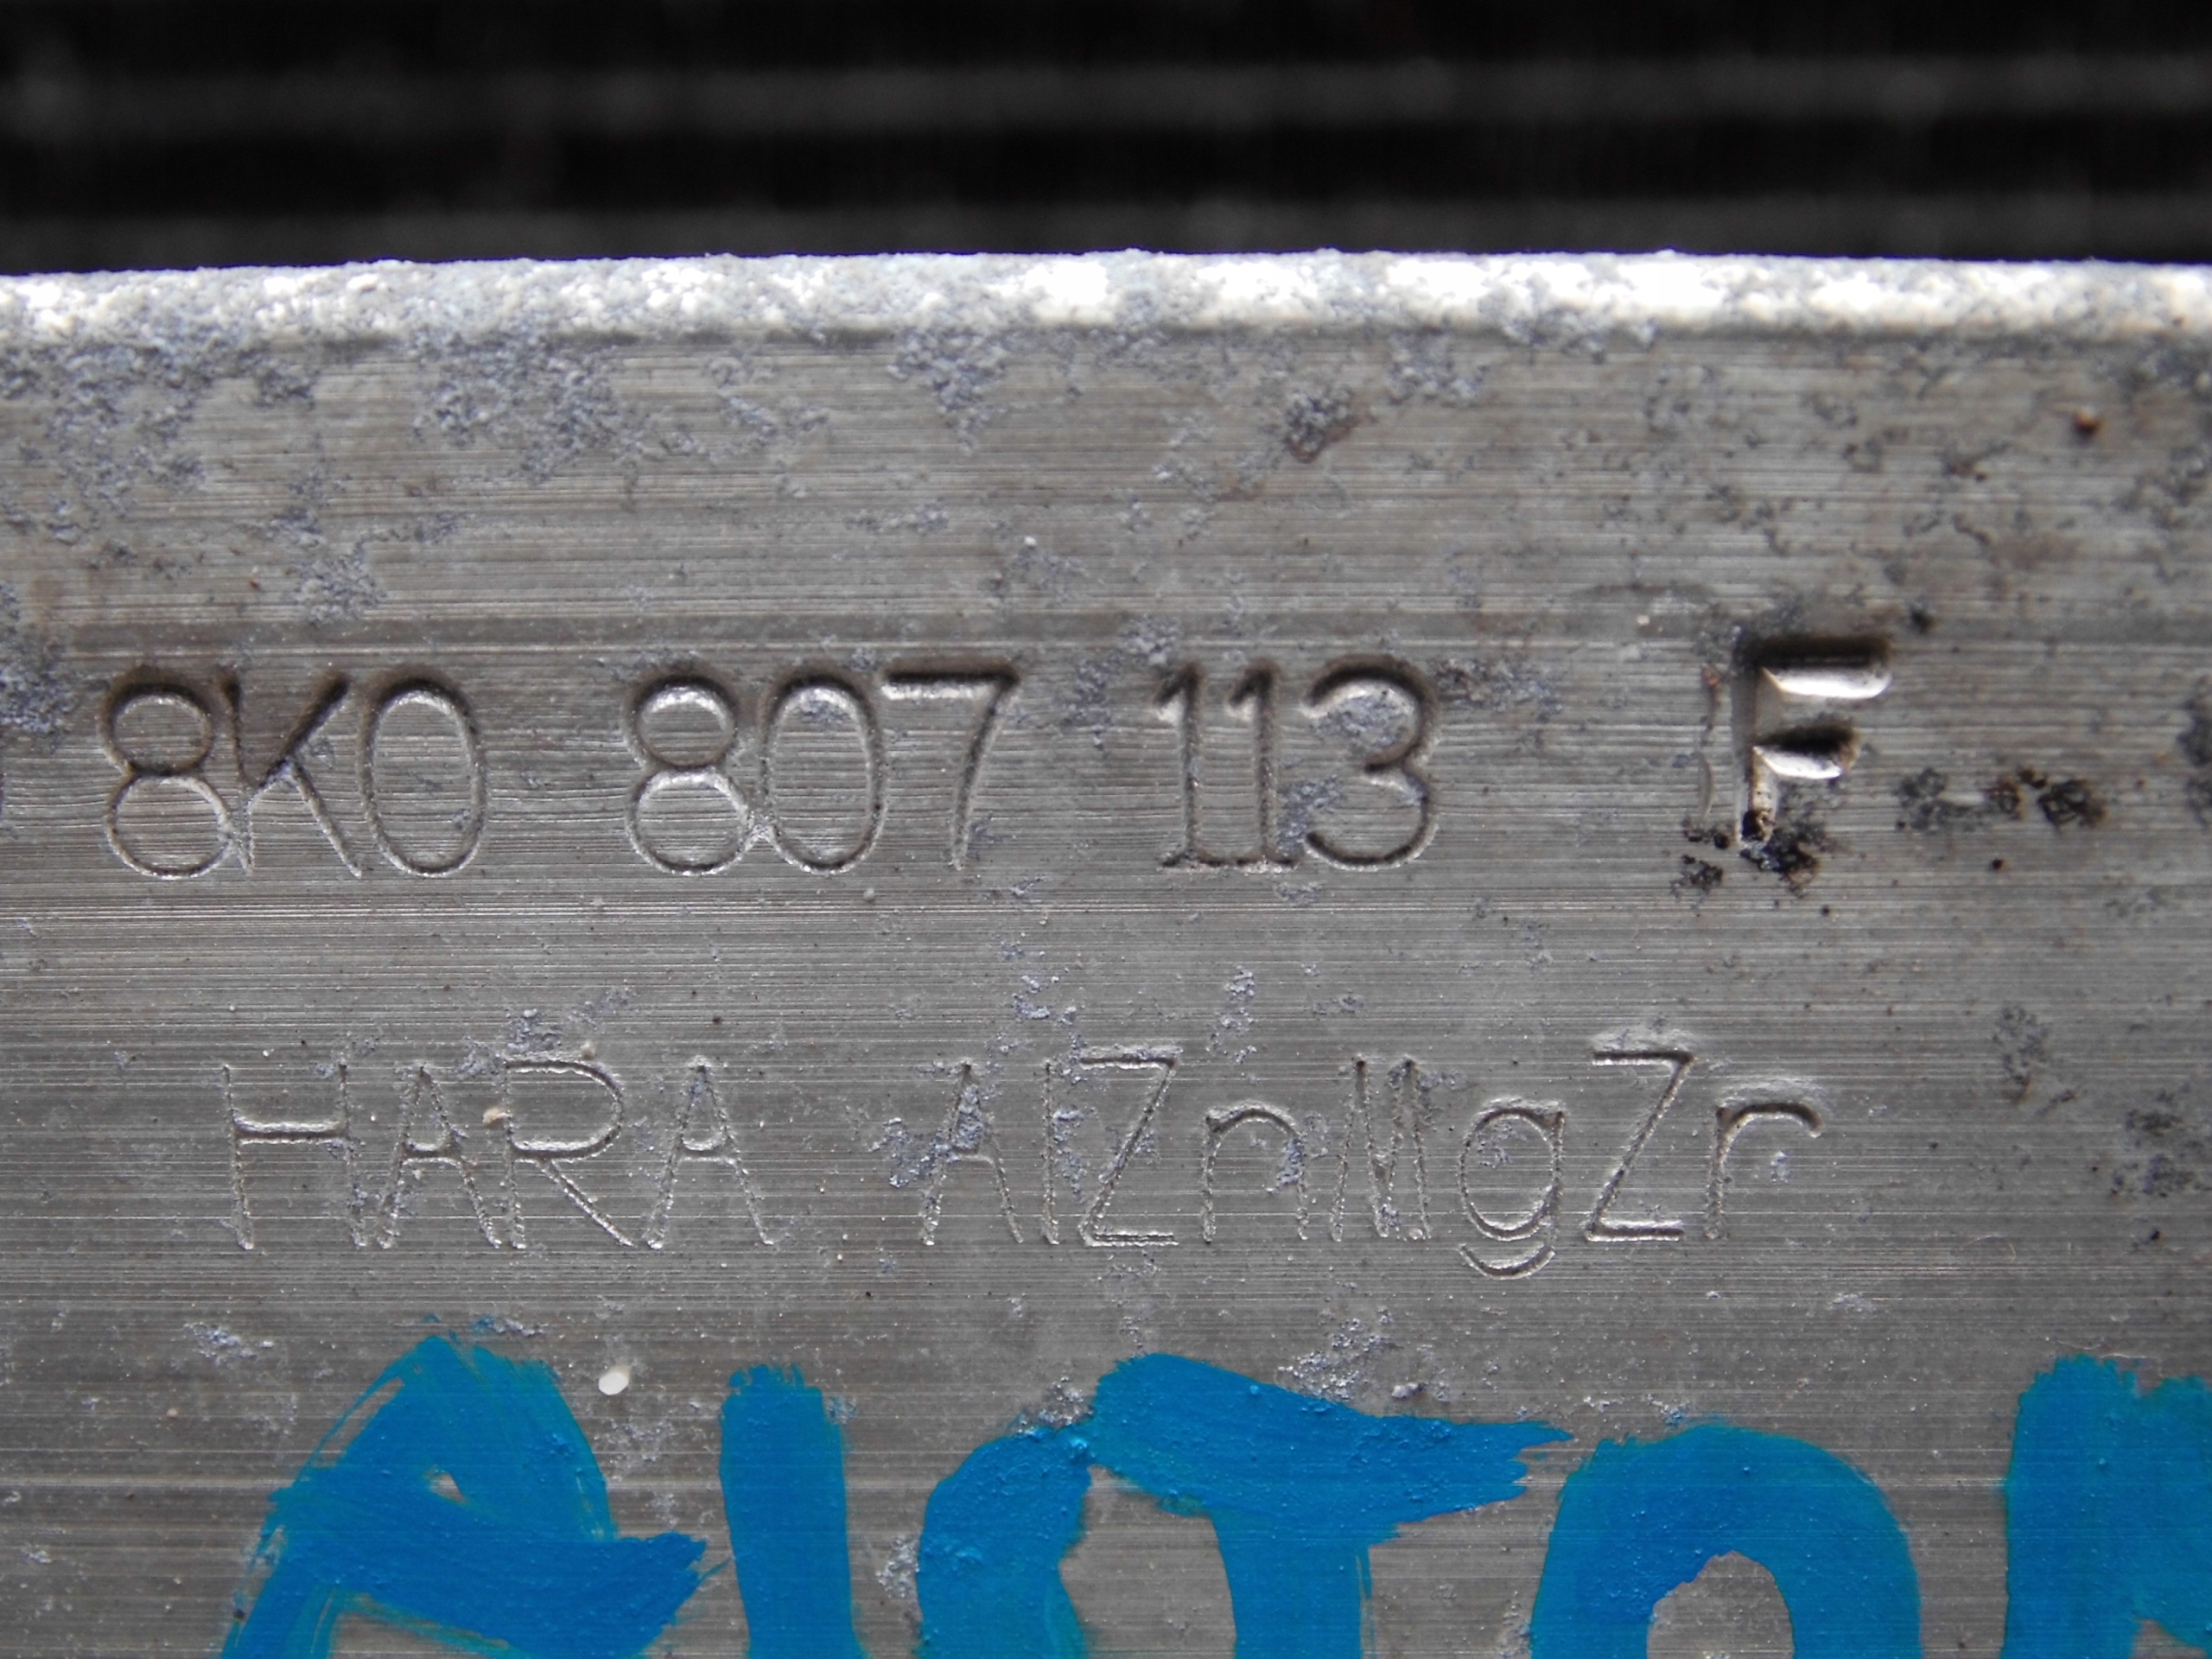 8K0 807 113 F
HARA AlZnMgZr